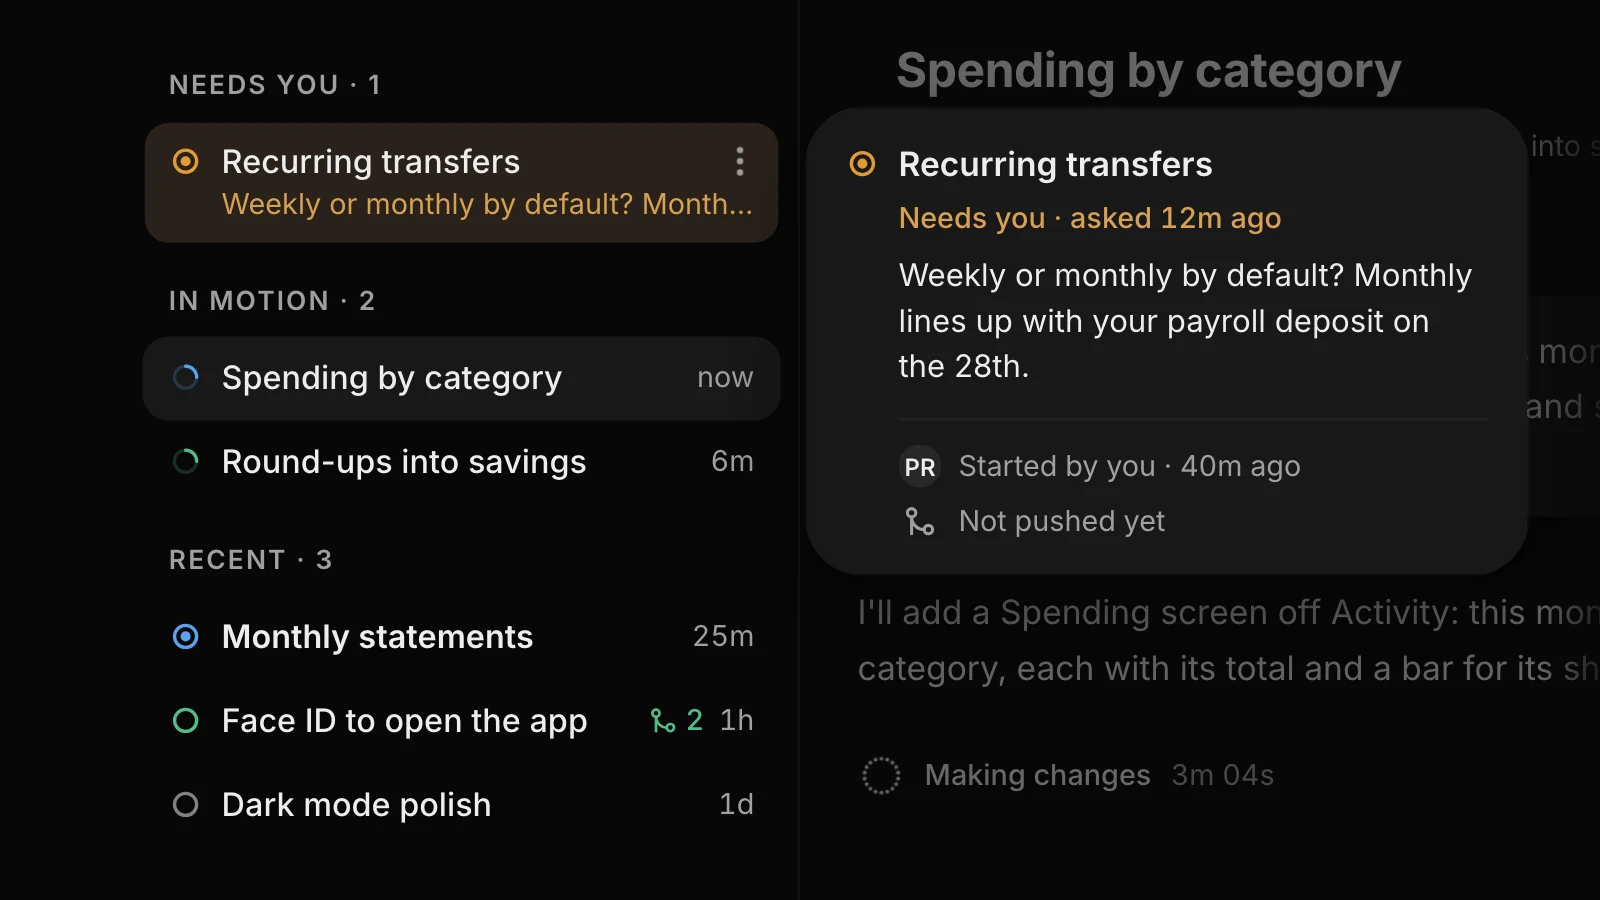 NEEDS YOU · 1
Recurring transfers
Weekly or monthly by default? Month...
IN MOTION · 2
Spending by category now
Round-ups into savings 6m
RECENT · 3
Monthly statements 25m
Face ID to open the app 2 1h
Dark mode polish 1d
Spending by category
into
Recurring transfers
Needs you · asked 12m ago
Weekly or monthly by default? Monthly
lines up with your payroll deposit on
the 28th.
and
PR Started by you · 40m ago
Not pushed yet
I'll add a Spending screen off Activity: this mon
category, each with its total and a bar for its sh
Making changes 3m 04s